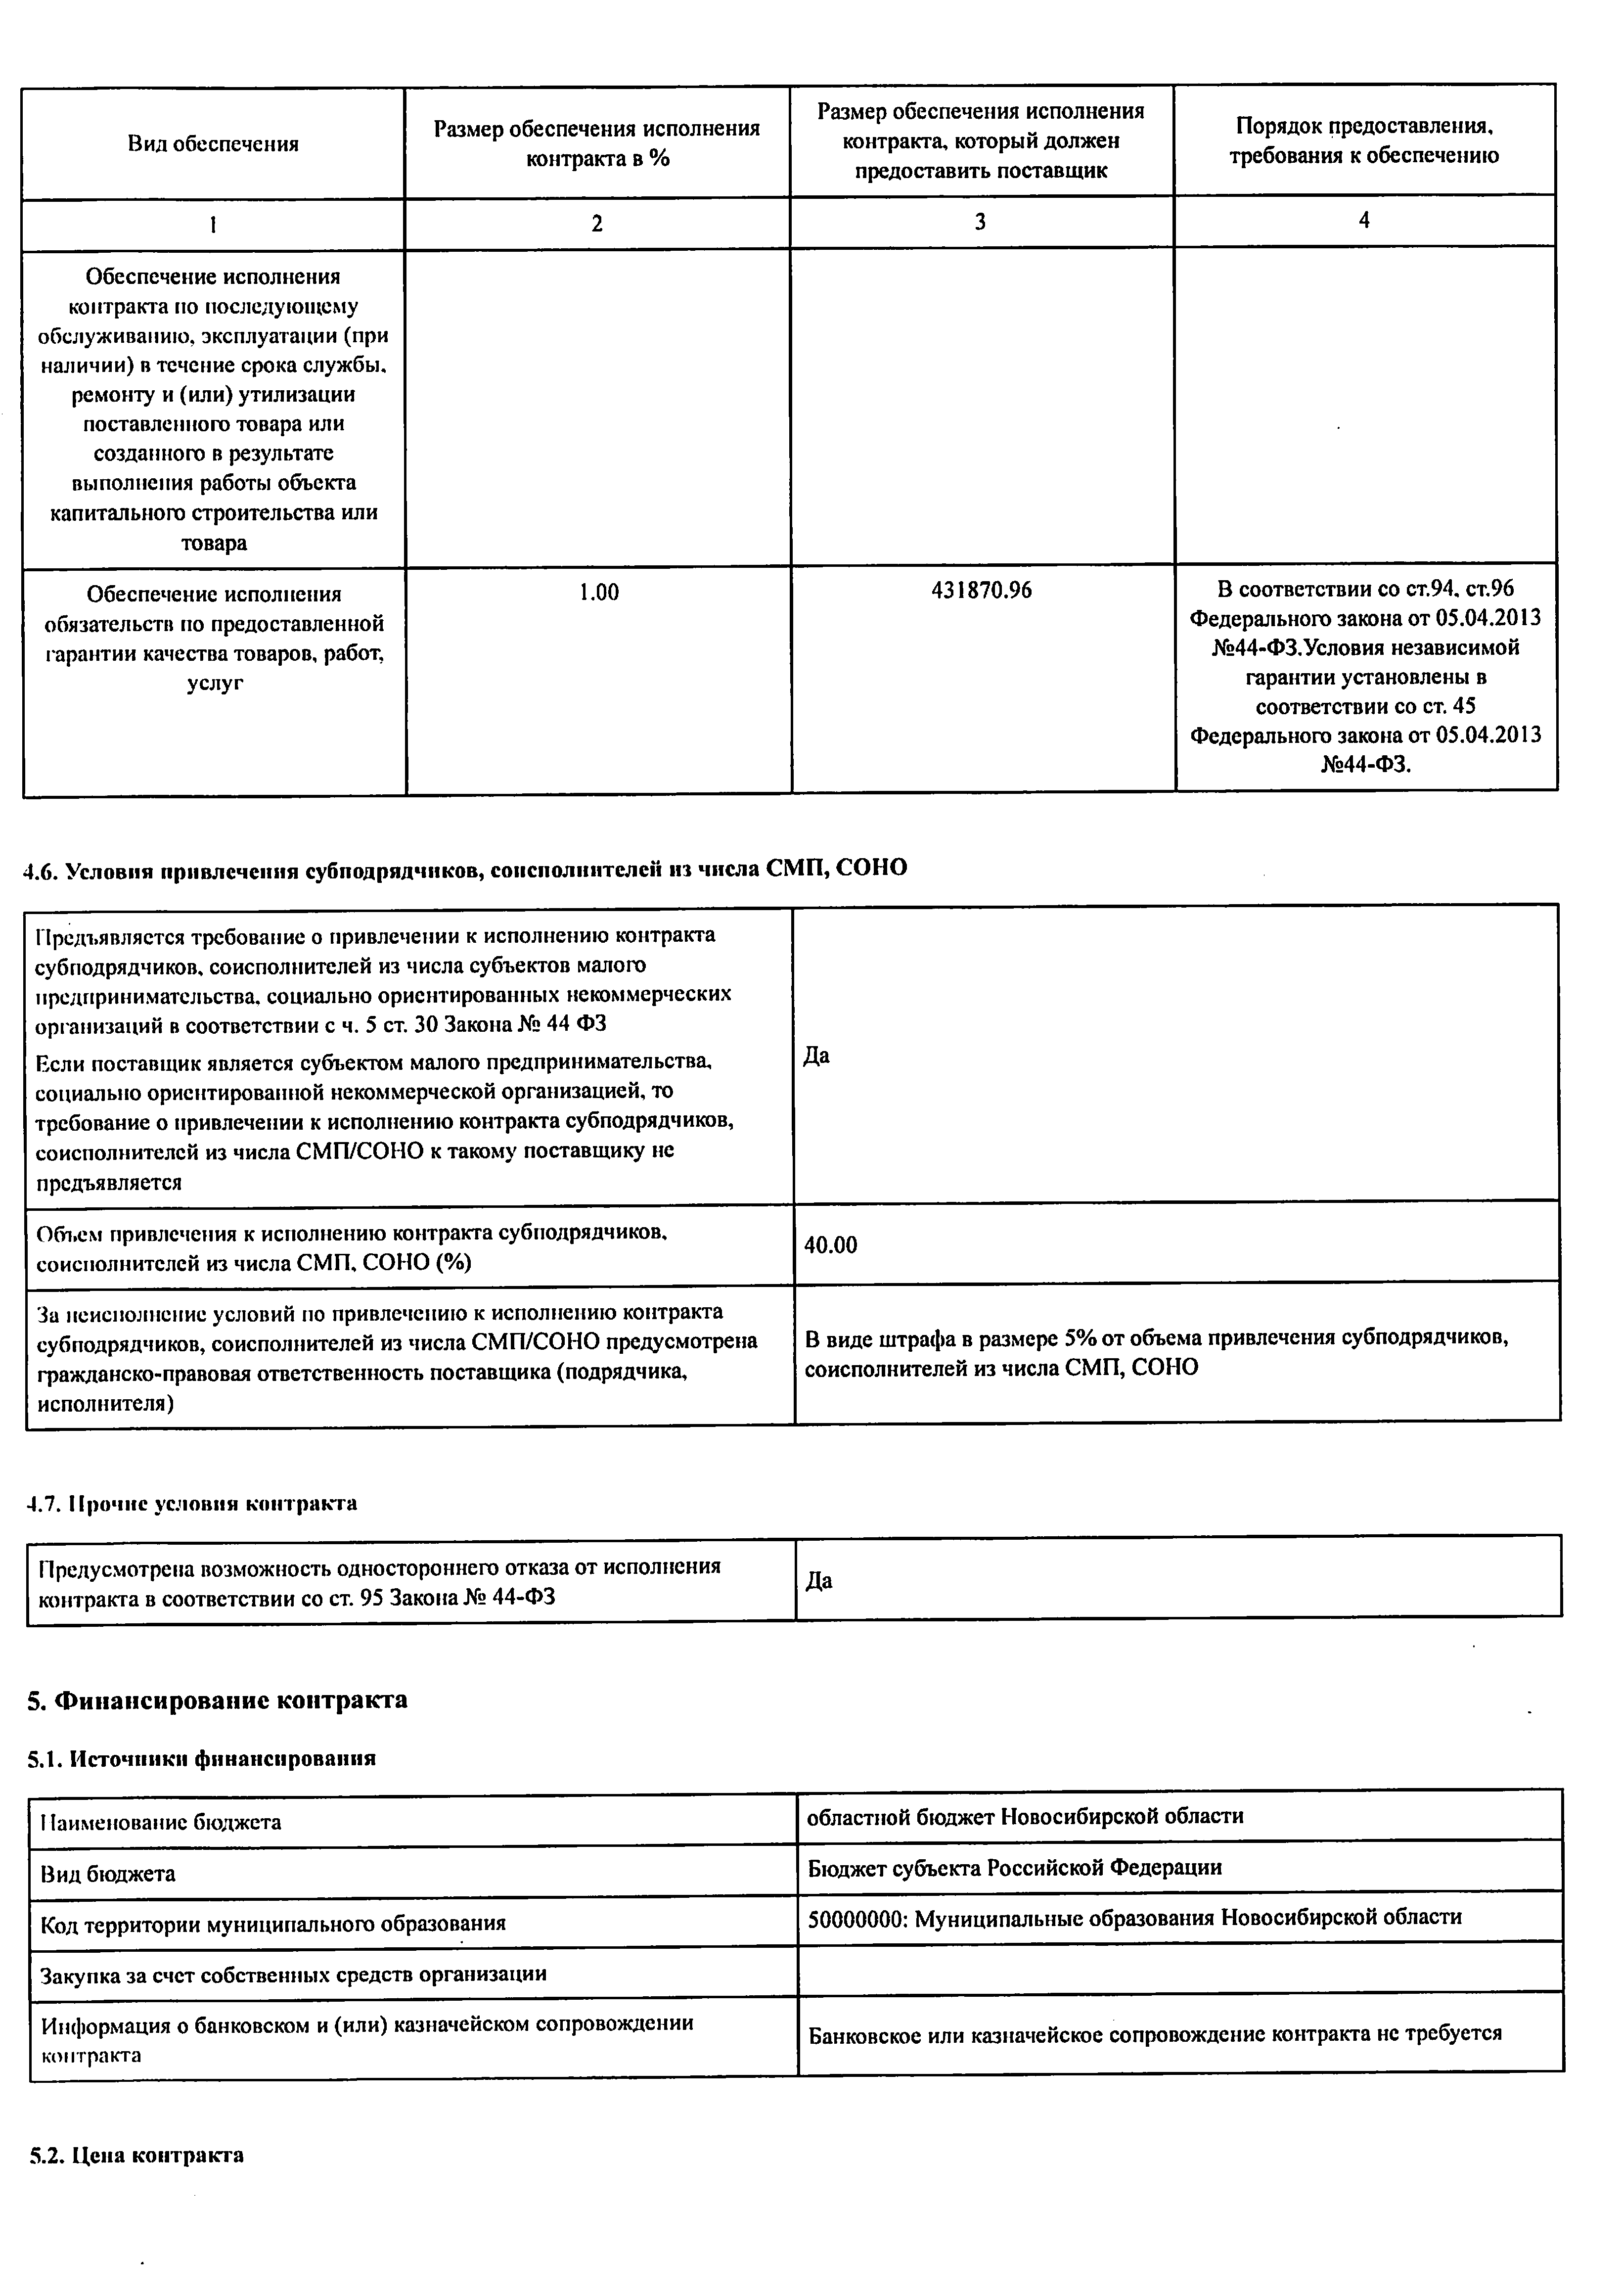 Вид обеспечения
Размер обеспечения исполнения
контракта в %
Размер обеспечения исполнения
контракта, который должен
предоставить поставщик
Порядок предоставления,
требования к обеспечению
1
2
3
4
Обеспечение исполнения
контракта по последующему
обслуживанию, эксплуатации (при
наличии) в течение срока службы,
ремонту и (или) утилизации
поставленного товара или
созданного в результате
выполнения работы объекта
капитального строительства или
товара
Обеспечение исполнения
обязательств по предоставленной
гарантии качества товаров, работ,
услуг
1.00
431870.96
В соответствии со ст.94, ст.96
Федерального закона от 05.04.2013
№44-ФЗ.Условия независимой
гарантии установлены в
соответствии со ст. 45
Федерального закона от 05.04.2013
№44-ФЗ.
4.6. Условия привлечения субподрядчиков, соисполнителей из числа СМП, СОНО
Предъявляется требование о привлечении к исполнению контракта
субподрядчиков, соисполнителей из числа субъектов малого
предпринимательства, социально ориентированных некоммерческих
организаций в соответствии с ч. 5 ст. 30 Закона № 44 ФЗ
Если поставщик является субъектом малого предпринимательства,
социально ориентированной некоммерческой организацией, то
требование о привлечении к исполнению контракта субподрядчиков,
соисполнителей из числа СМП/СОНО к такому поставщику не
предъявляется
Да
Объем привлечения к исполнению контракта субподрядчиков,
соисполнителей из числа СМП, СОНО (%)
40.00
За неисполнение условий по привлечению к исполнению контракта
субподрядчиков, соисполнителей из числа СМП/СОНО предусмотрена
гражданско-правовая ответственность поставщика (подрядчика,
исполнителя)
В виде штрафа в размере 5% от объема привлечения субподрядчиков,
соисполнителей из числа СМП, СОНО
4.7. Прочие условия контракта
Предусмотрена возможность одностороннего отказа от исполнения
контракта в соответствии со ст. 95 Закона № 44-ФЗ
Да
5. Финансирование контракта
5.1. Источники финансирования
Наименование бюджета
областной бюджет Новосибирской области
Вид бюджета
Бюджет субъекта Российской Федерации
Код территории муниципального образования
50000000: Муниципальные образования Новосибирской области
Закупка за счет собственных средств организации
Информация о банковском и (или) казначейском сопровождении
контракта
Банковское или казначейское сопровождение контракта не требуется
5.2. Цена контракта